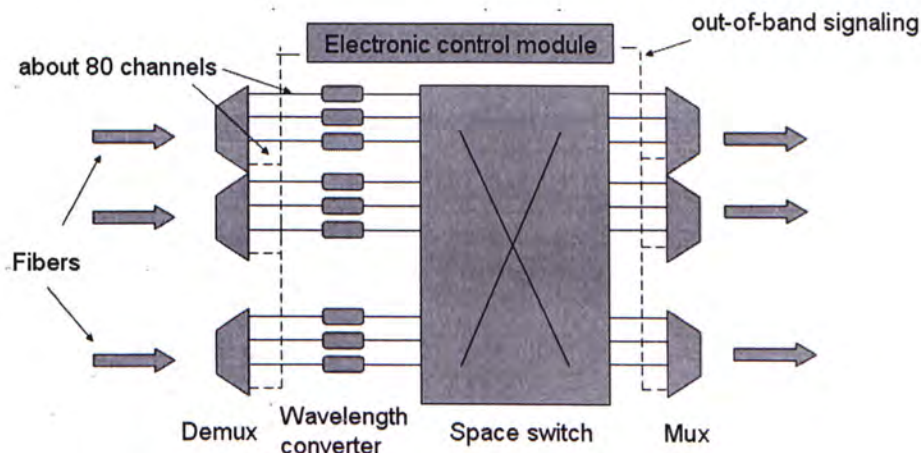 Electronic control module
out-of-band signaling
about 80 channels
Fibers
Demux
Wavelength
converter
Space switch
Mux